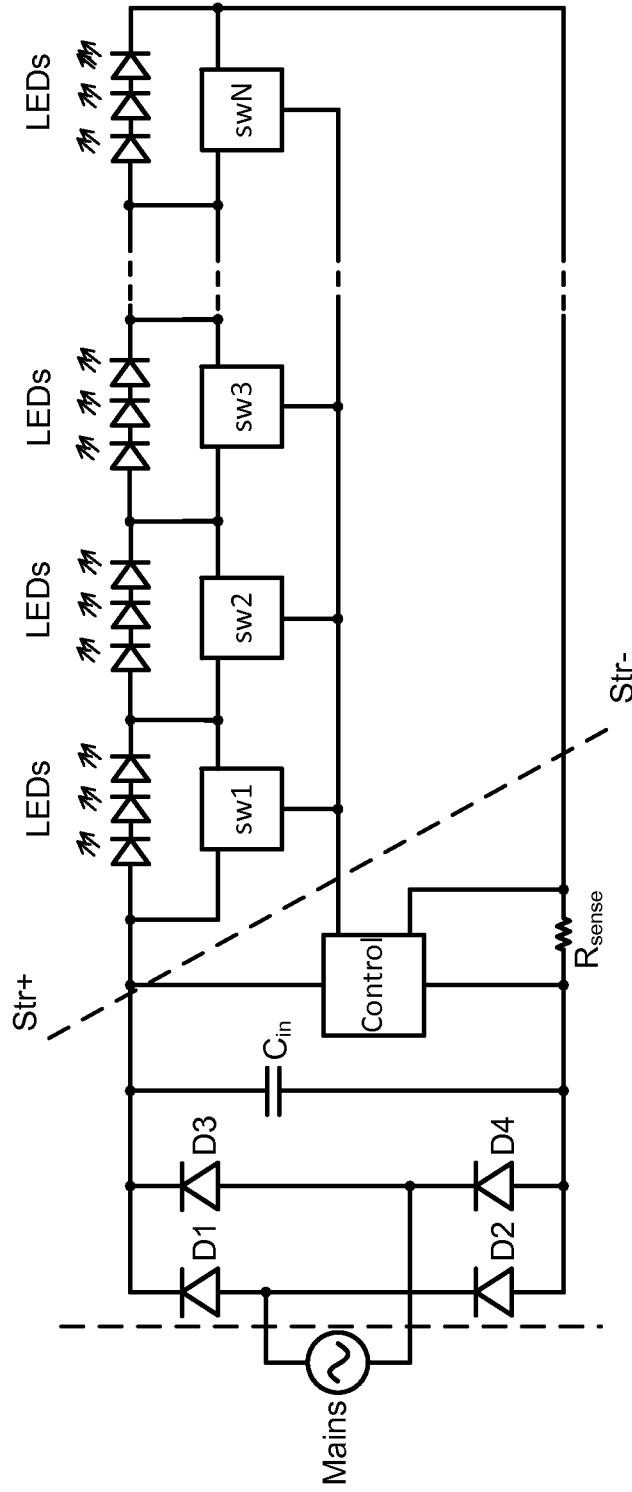 Mains
D1
D3
D2
D4
C_in
Str+
Control
R_sense
Str-
LEDs
LEDs
LEDs
LEDs
sw1
sw2
sw3
swN